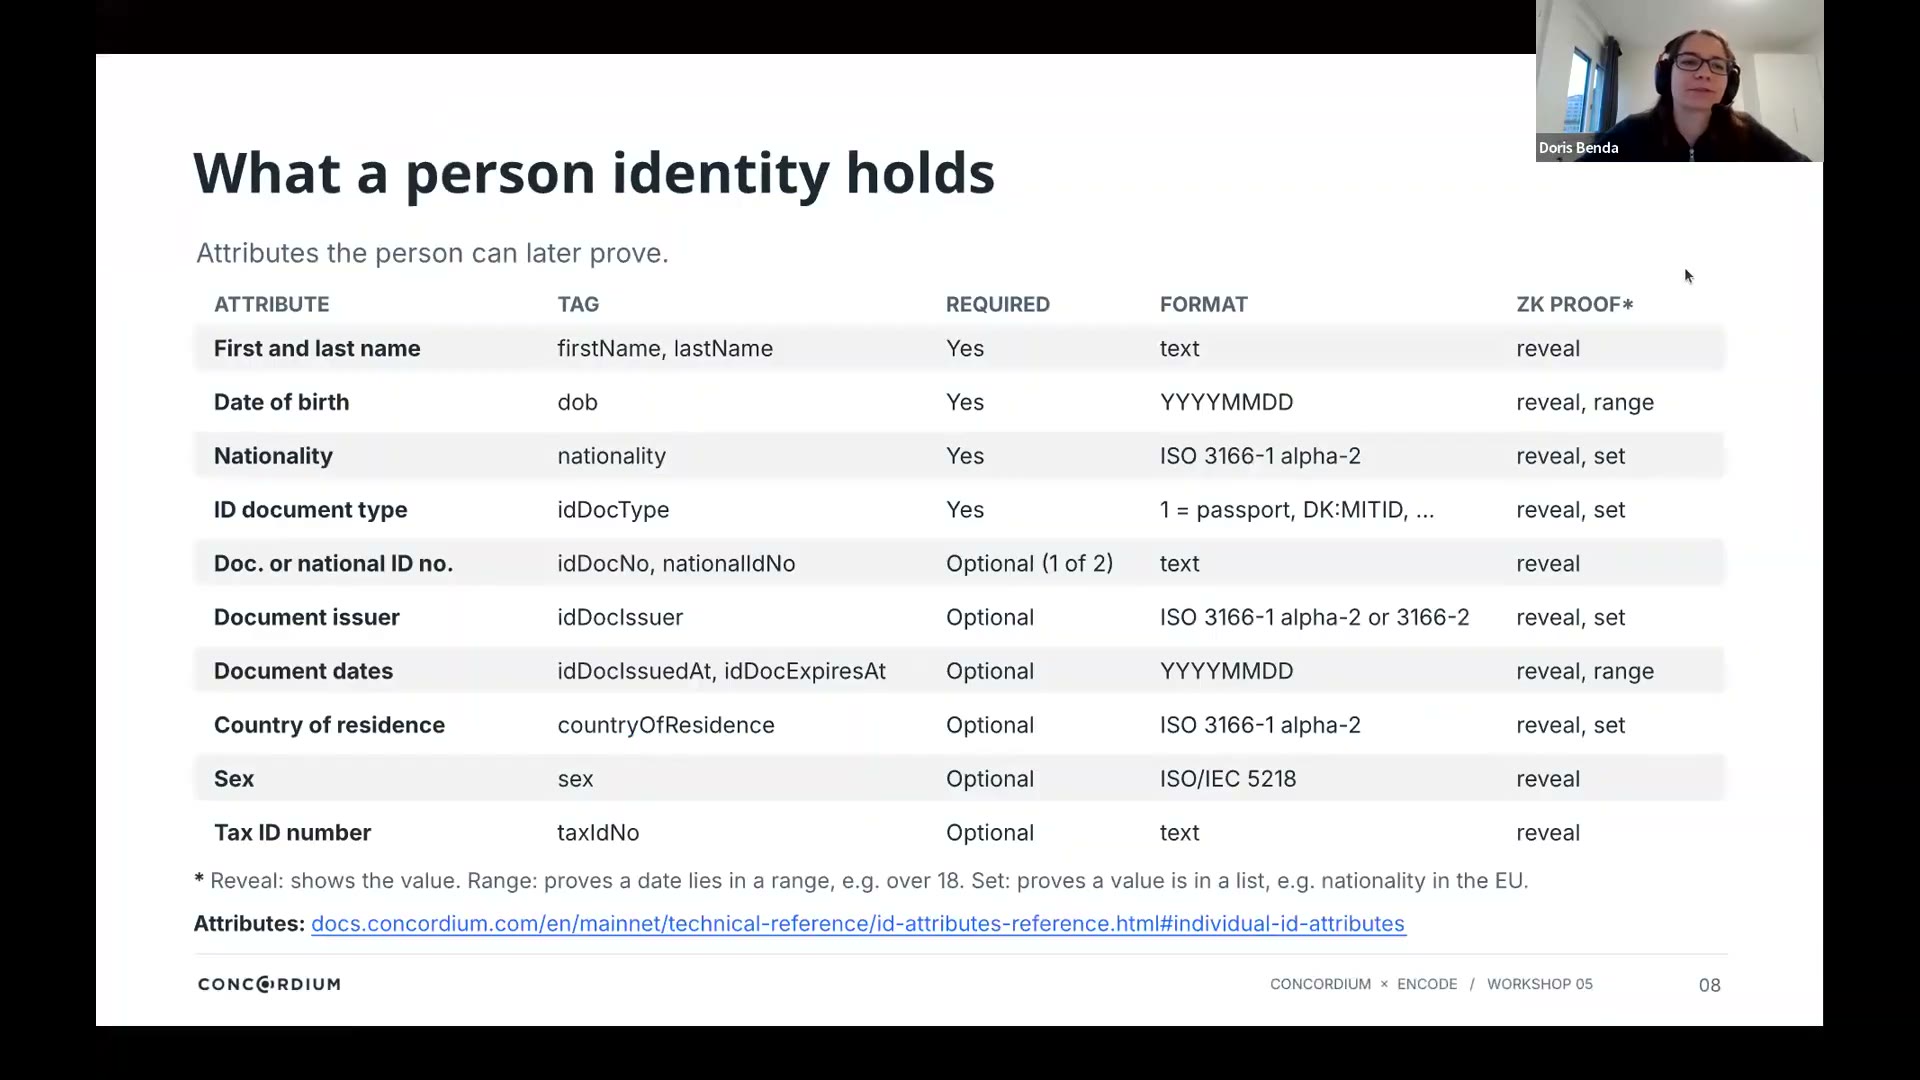 Doris Benda
What a person identity holds
Attributes the person can later prove.
ATTRIBUTE TAG REQUIRED FORMAT ZK PROOF*
First and last name firstName, lastName Yes text reveal
Date of birth dob Yes YYYYMMDD reveal, range
Nationality nationality Yes ISO 3166-1 alpha-2 reveal, set
ID document type idDocType Yes 1 = passport, DK:MITID, ... reveal, set
Doc. or national ID no. idDocNo, nationalIdNo Optional (1 of 2) text reveal
Document issuer idDocIssuer Optional ISO 3166-1 alpha-2 or 3166-2 reveal, set
Document dates idDocIssuedAt, idDocExpiresAt Optional YYYYMMDD reveal, range
Country of residence countryOfResidence Optional ISO 3166-1 alpha-2 reveal, set
Sex sex Optional ISO/IEC 5218 reveal
Tax ID number taxIdNo Optional text reveal
* Reveal: shows the value. Range: proves a date lies in a range, e.g. over 18. Set: proves a value is in a list, e.g. nationality in the EU.
Attributes: docs.concordium.com/en/mainnet/technical-reference/id-attributes-reference.html#individual-id-attributes
CONCORDIUM CONCORDIUM × ENCODE / WORKSHOP 05 08